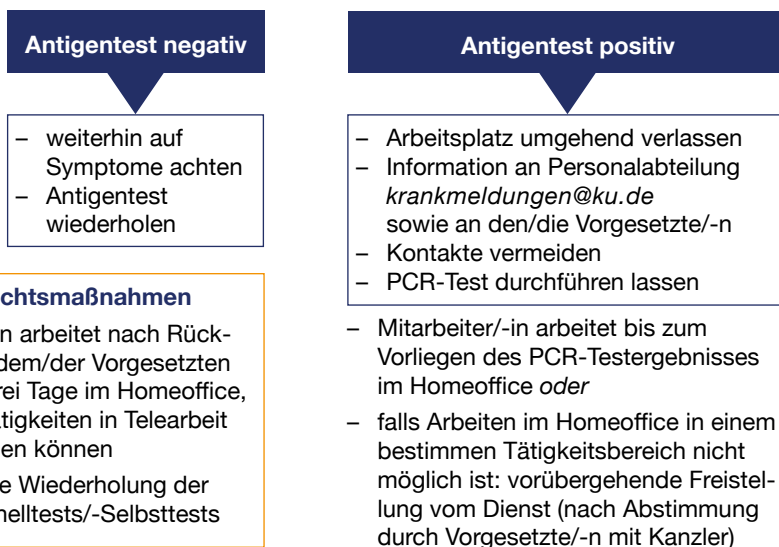 Antigentest negativ
– weiterhin auf
Symptome achten
– Antigentest
wiederholen
chtsmaßnahmen
n arbeitet nach Rück-
dem/der Vorgesetzten
rei Tage im Homeoffice,
tigkeiten in Telearbeit
en können
e Wiederholung der
nelltests/-Selbsttests
Antigentest positiv
– Arbeitsplatz umgehend verlassen
– Information an Personalabteilung
krankmeldungen@ku.de
sowie an den/die Vorgesetzte/-n
– Kontakte vermeiden
– PCR-Test durchführen lassen
– Mitarbeiter/-in arbeitet bis zum
Vorliegen des PCR-Testergebnisses
im Homeoffice oder
– falls Arbeiten im Homeoffice in einem
bestimmen Tätigkeitsbereich nicht
möglich ist: vorübergehende Freistel-
lung vom Dienst (nach Abstimmung
durch Vorgesetzte/-n mit Kanzler)